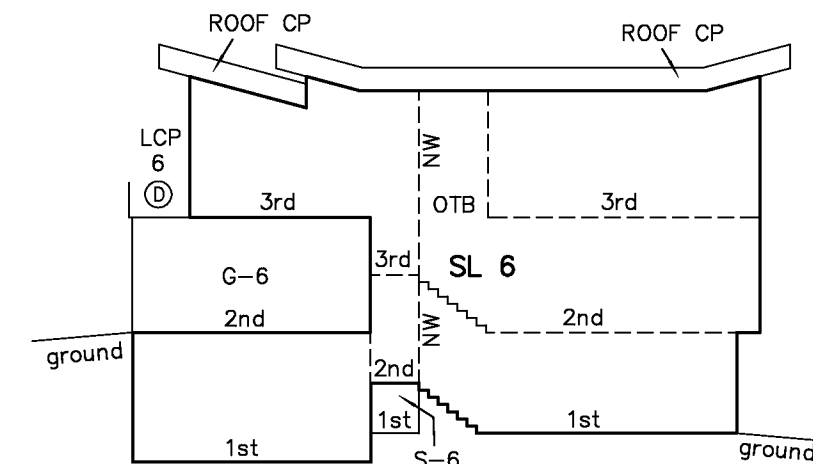 ROOF CP
ROOF CP
LCP
6
D
NW
3rd
OTB
3rd
3rd
SL 6
G-6
2nd
NW
2nd
ground
2nd
1st
1st
1st
S-6
ground